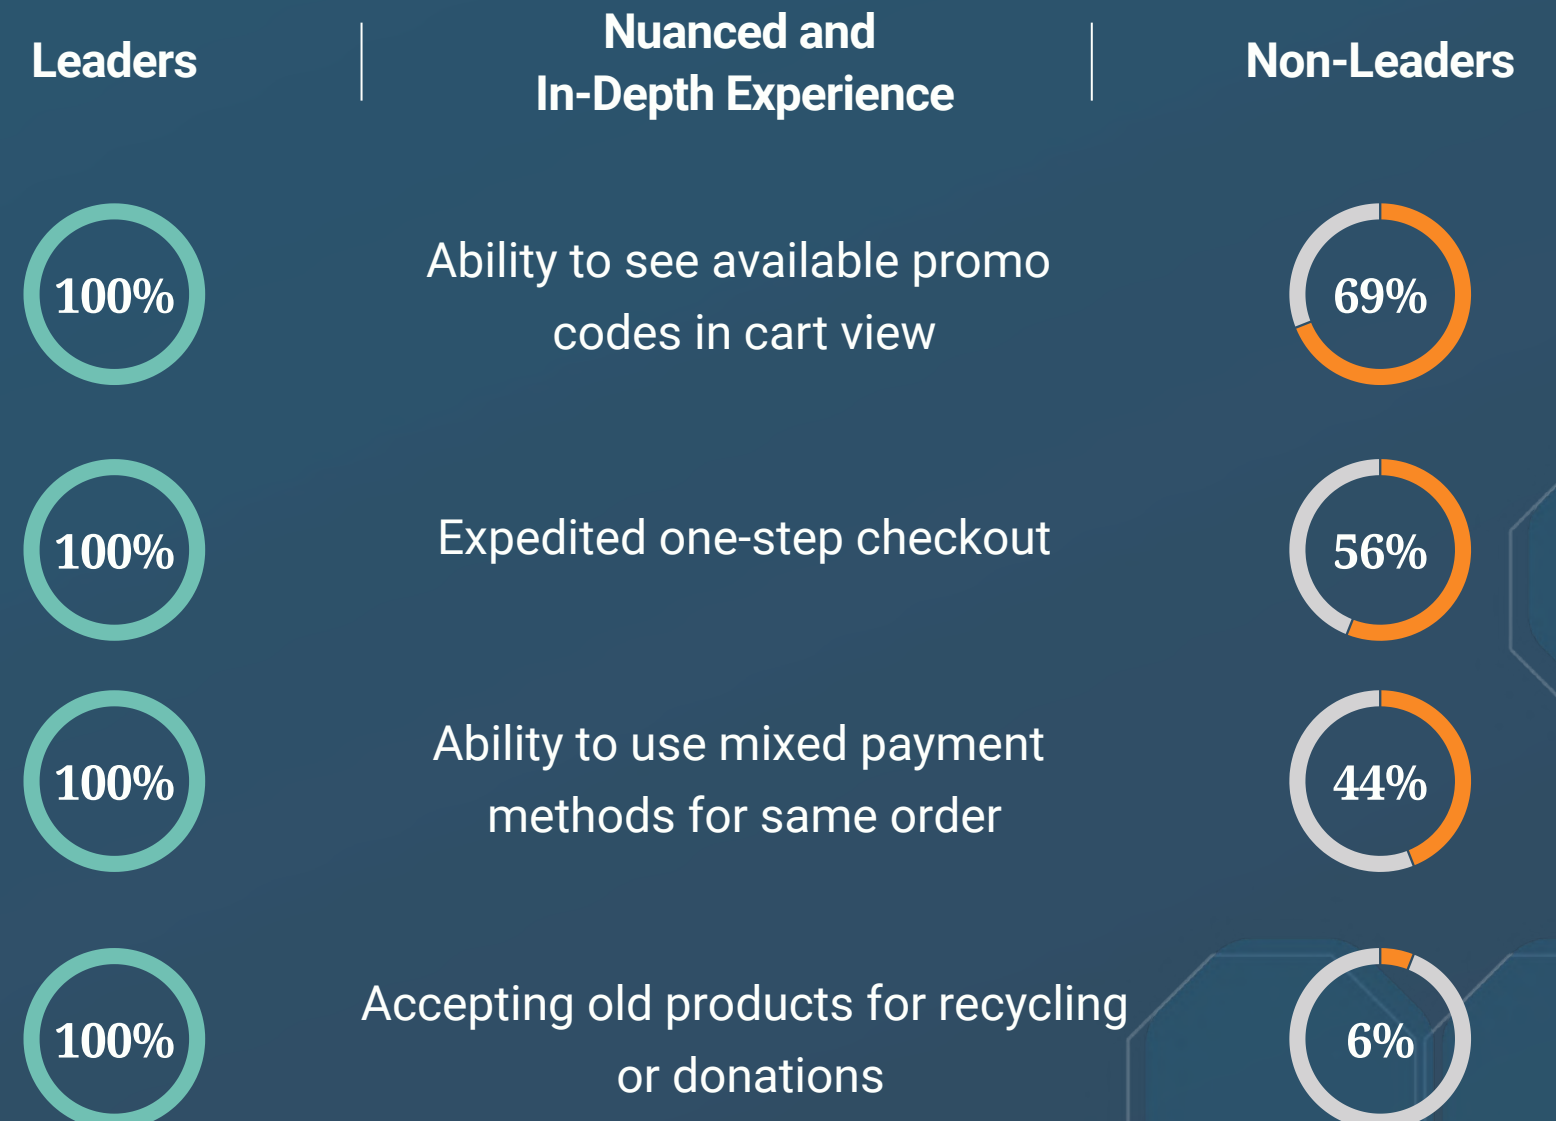 Leaders
Nuanced and
In-Depth Experience
Non-Leaders
100%
Ability to see available promo
codes in cart view
69%
100%
Expedited one-step checkout
56%
100%
Ability to use mixed payment
methods for same order
44%
100%
Accepting old products for recycling
or donations
6%